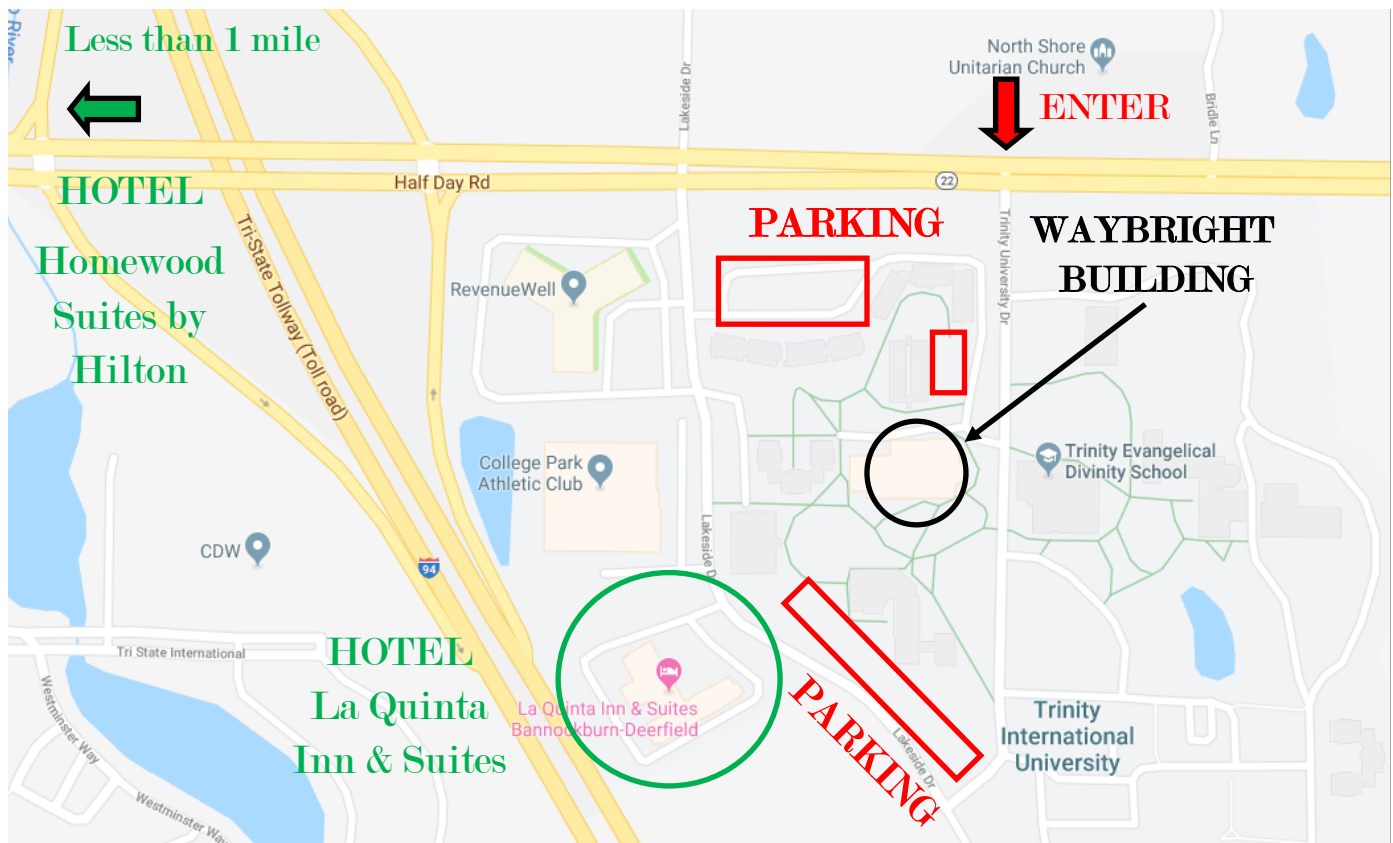 River
Less than 1 mile
North Shore
Unitarian Church
Lakeside Dr
Bridle Ln
ENTER
Half Day Rd
22
HOTEL
Homewood
Suites by
Hilton
Tri-State Tollway (Toll road)
PARKING
Trinity University Dr
WAYBRIGHT
BUILDING
RevenueWell
College Park
Athletic Club
Trinity Evangelical
Divinity School
CDW
94
Lakeside D
Tri State International
HOTEL
La Quinta
Inn & Suites
La Quinta Inn & Suites
Bannockburn-Deerfield
PARKING
Lakeside Dr
Trinity
International
University
Westminster Way
Westminster Way